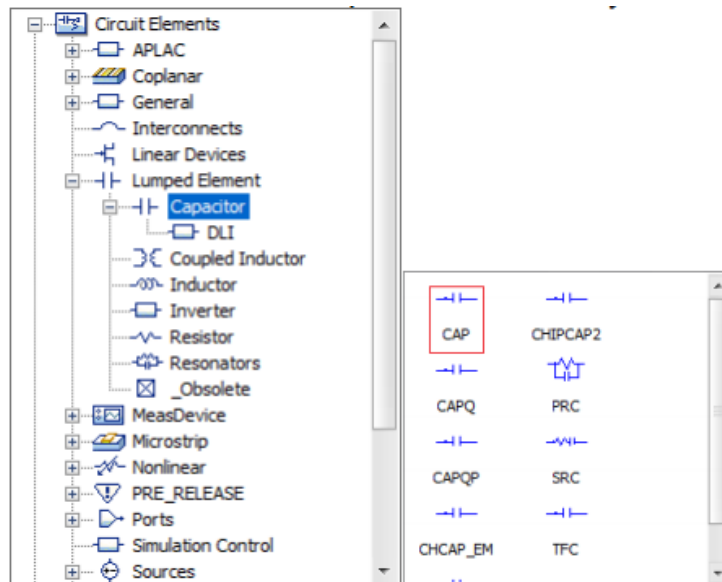 Circuit Elements
APLAC
Coplanar
General
Interconnects
Linear Devices
Lumped Element
Capacitor
DLI
Coupled Inductor
Inductor
Inverter
Resistor
Resonators
_Obsolete
MeasDevice
Microstrip
Nonlinear
PRE_RELEASE
Ports
Simulation Control
Sources
CAP CHIPCAP2
CAPQ PRC
CAPQP SRC
CHCAP_EM TFC